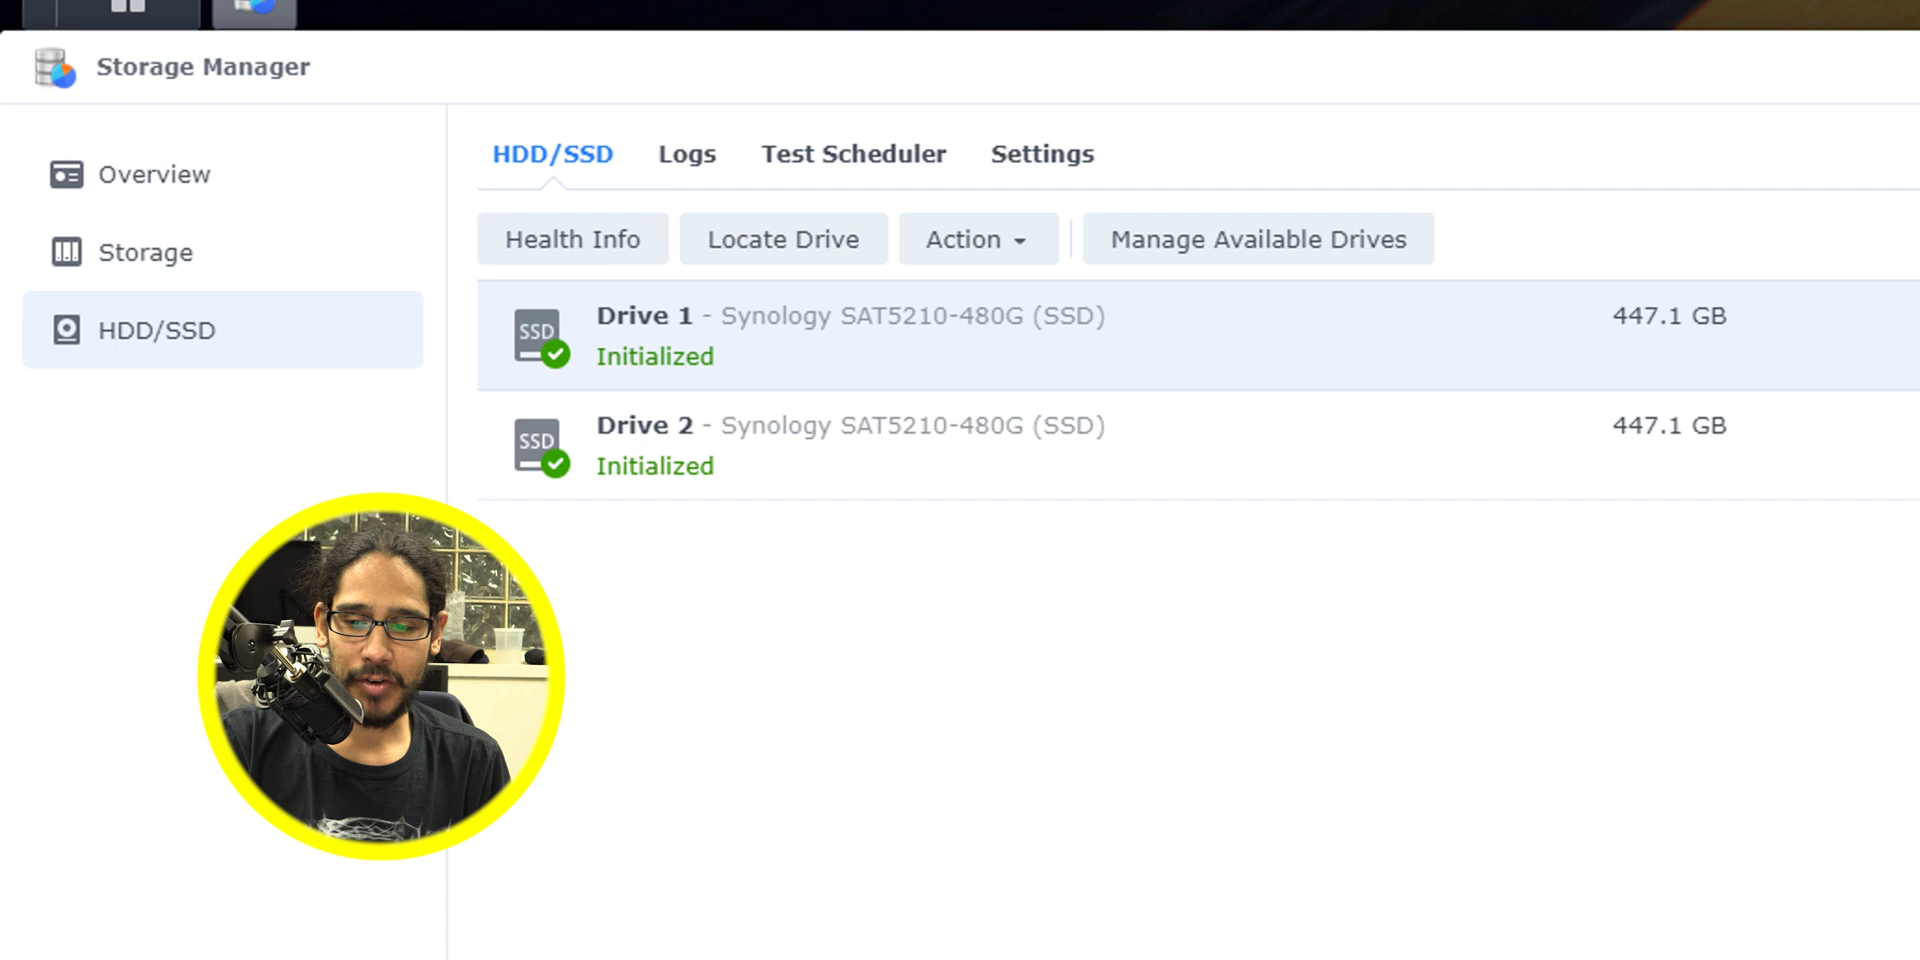 Storage Manager
Overview
Storage
HDD/SSD
HDD/SSD Logs Test Scheduler Settings
Health Info Locate Drive Action Manage Available Drives
SSD Drive 1 - Synology SAT5210-480G (SSD) 447.1 GB
Initialized
SSD Drive 2 - Synology SAT5210-480G (SSD) 447.1 GB
Initialized